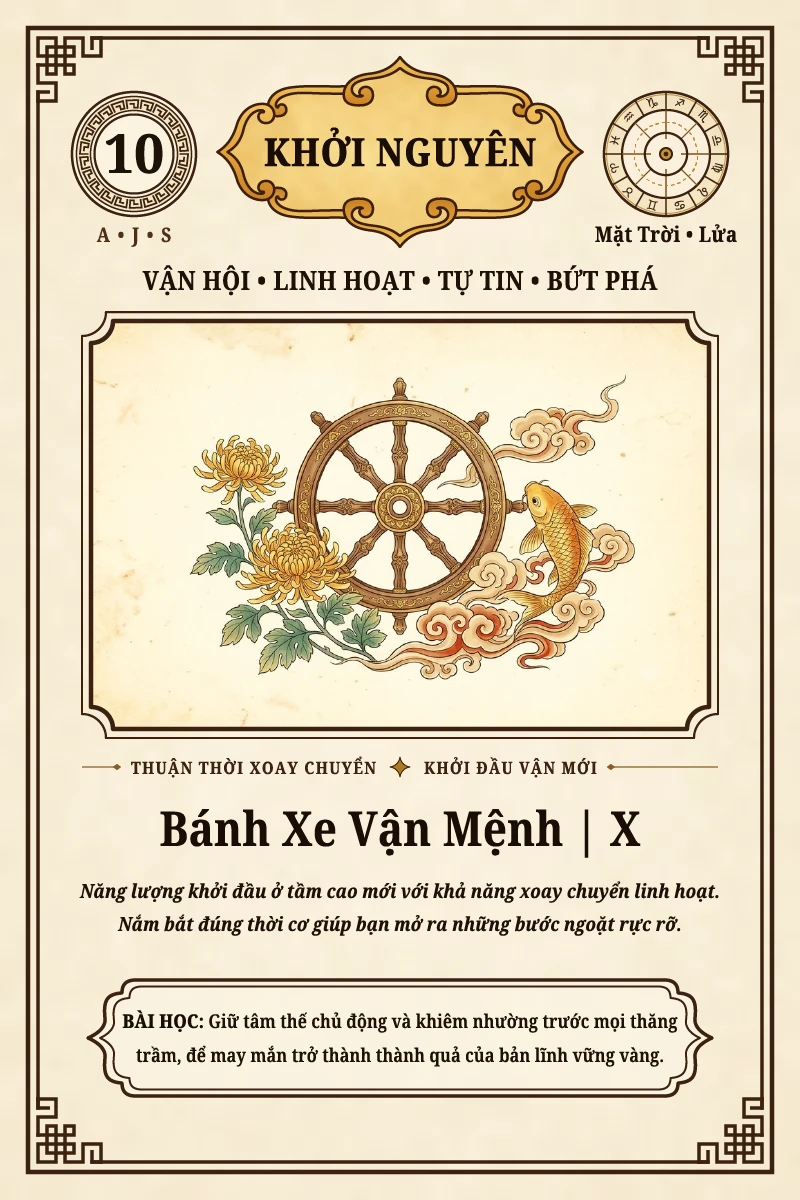 10
KHỞI NGUYÊN
A • J • S
Mặt Trời • Lửa
VẬN HỘI • LINH HOẠT • TỰ TIN • BỨT PHÁ
THUẬN THỜI XOAY CHUYỂN ✦ KHỞI ĐẦU VẬN MỚI
Bánh Xe Vận Mệnh | X
Năng lượng khởi đầu ở tầm cao mới với khả năng xoay chuyển linh hoạt.
Nắm bắt đúng thời cơ giúp bạn mở ra những bước ngoặt rực rỡ.
BÀI HỌC: Giữ tâm thế chủ động và khiêm nhường trước mọi thăng
trầm, để may mắn trở thành thành quả của bản lĩnh vững vàng.